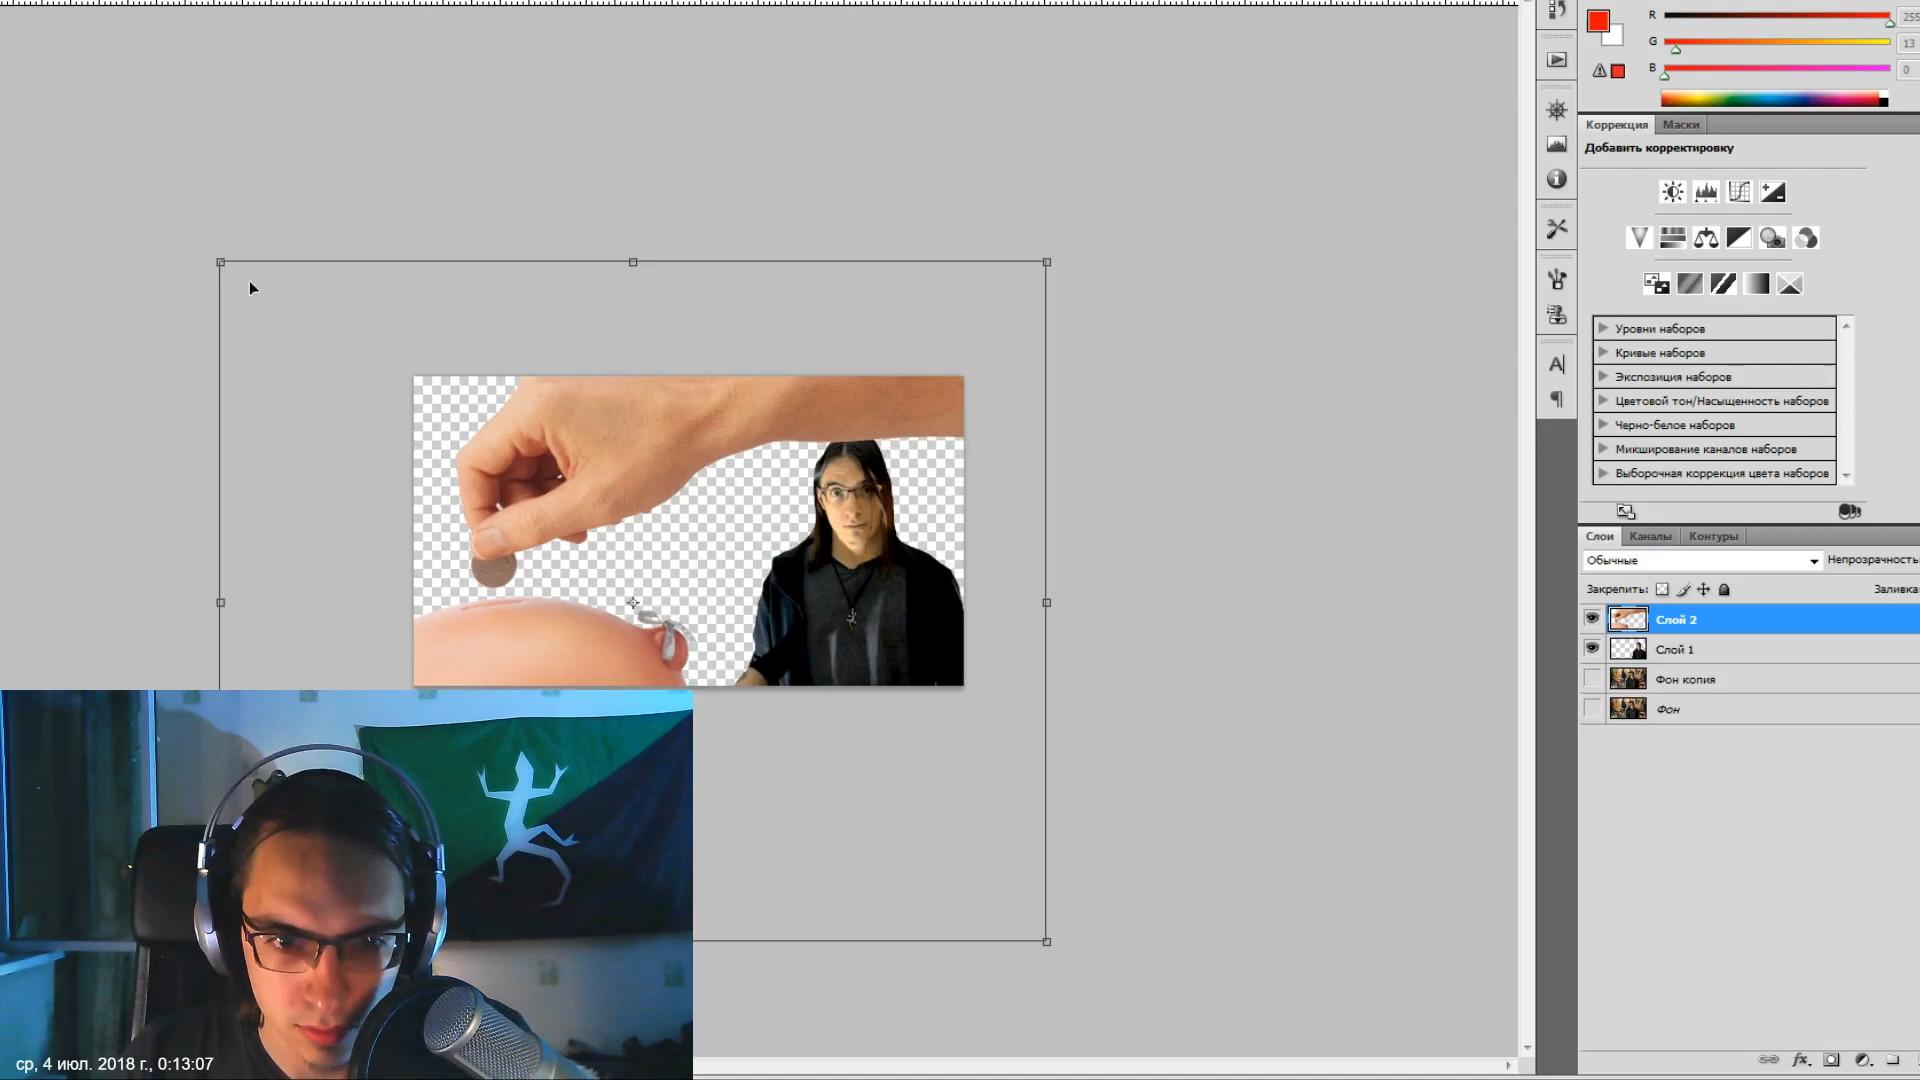 R
255
G
13
B
0
Коррекция
Маски
Добавить корректировку
Уровни наборов
Кривые наборов
Экспозиция наборов
Цветовой тон/Насыщенность наборов
Черно-белое наборов
Микширование каналов наборов
Выборочная коррекция цвета наборов
Слои
Каналы
Контуры
Обычные
Непрозрачность:
Закрепить:
Заливка:
Слой 2
Слой 1
Фон копия
Фон
ср, 4 июл. 2018 г., 0:13:07